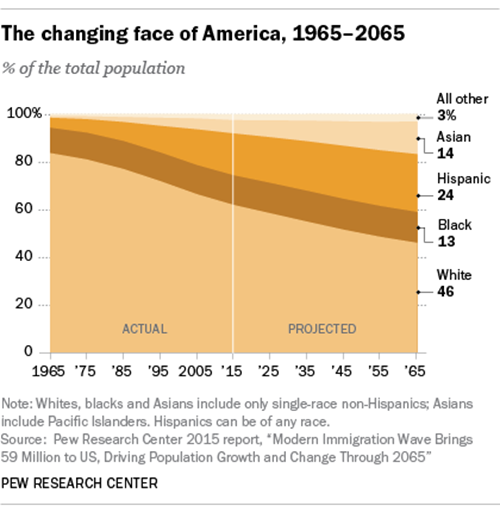 The changing face of America, 1965–2065
% of the total population
100%
80
60
40
20
0
All other
3%
Asian
14
Hispanic
24
Black
13
White
46
ACTUAL PROJECTED
1965 ’75 ’85 ’95 2005 ’15 ’25 ’35 ’45 ’55 ’65
Note: Whites, blacks and Asians include only single-race non-Hispanics; Asians
include Pacific Islanders. Hispanics can be of any race.
Source: Pew Research Center 2015 report, “Modern Immigration Wave Brings
59 Million to US, Driving Population Growth and Change Through 2065”
PEW RESEARCH CENTER